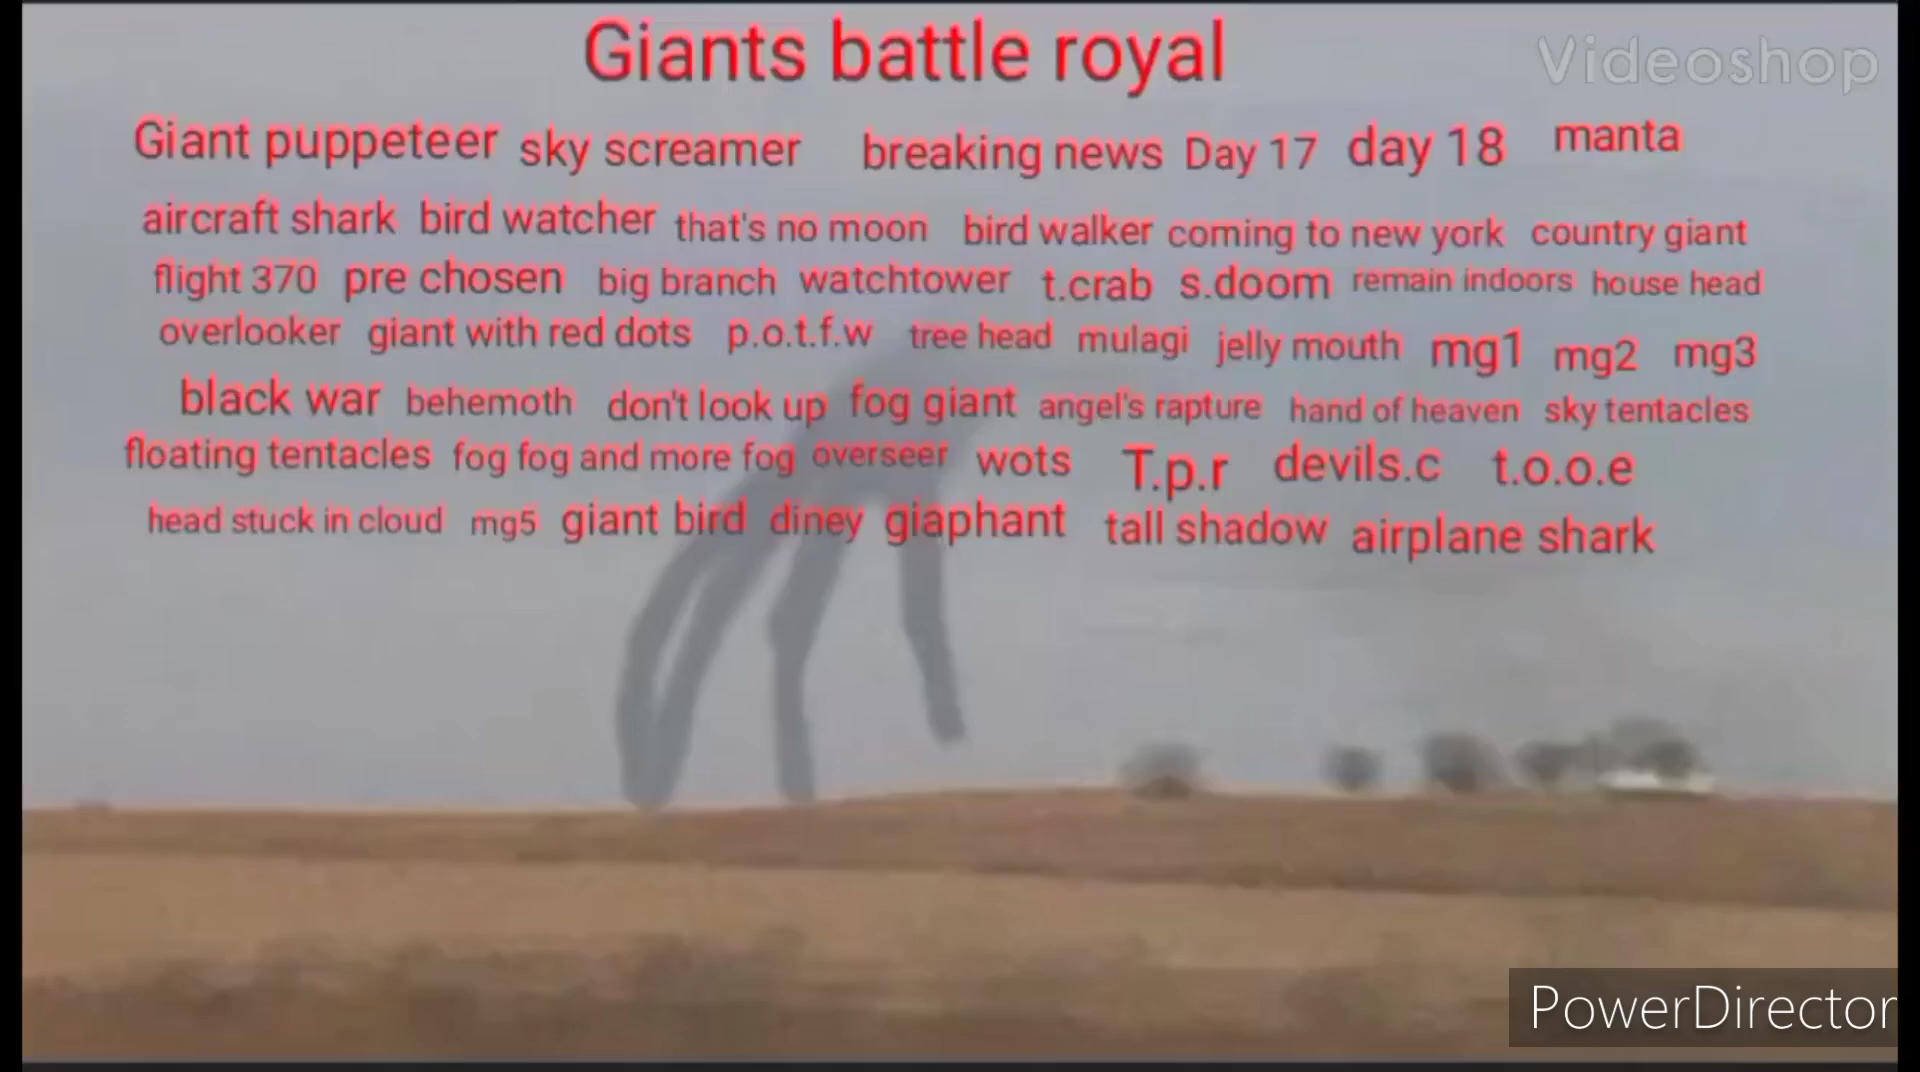 Giants battle royal
Videoshop
Giant puppeteer sky screamer breaking news Day 17 day 18 manta
aircraft shark bird watcher that's no moon bird walker coming to new york country giant
flight 370 pre chosen big branch watchtower t.crab s.doom remain indoors house head
overlooker giant with red dots p.o.t.f.w tree head mulagi jelly mouth mg1 mg2 mg3
black war behemoth don't look up fog giant angel's rapture hand of heaven sky tentacles
floating tentacles fog fog and more fog overseer wots T.p.r devils.c t.o.o.e
head stuck in cloud mg5 giant bird diney giaphant tall shadow airplane shark
PowerDirector